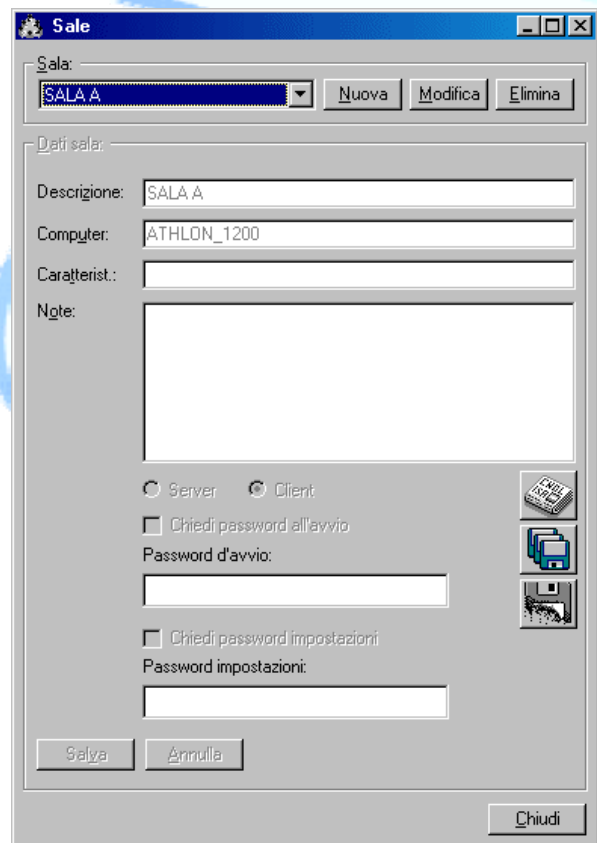 Sale
Sala:
SALA A Nuova Modifica Elimina
Dati sala:
Descrizione: SALA A
Computer: ATHLON_1200
Caratterist.:
Note:
Server Client
Chiedi password all'avvio
Password d'avvio:
Chiedi password impostazioni
Password impostazioni:
Salva Annulla
Chiudi